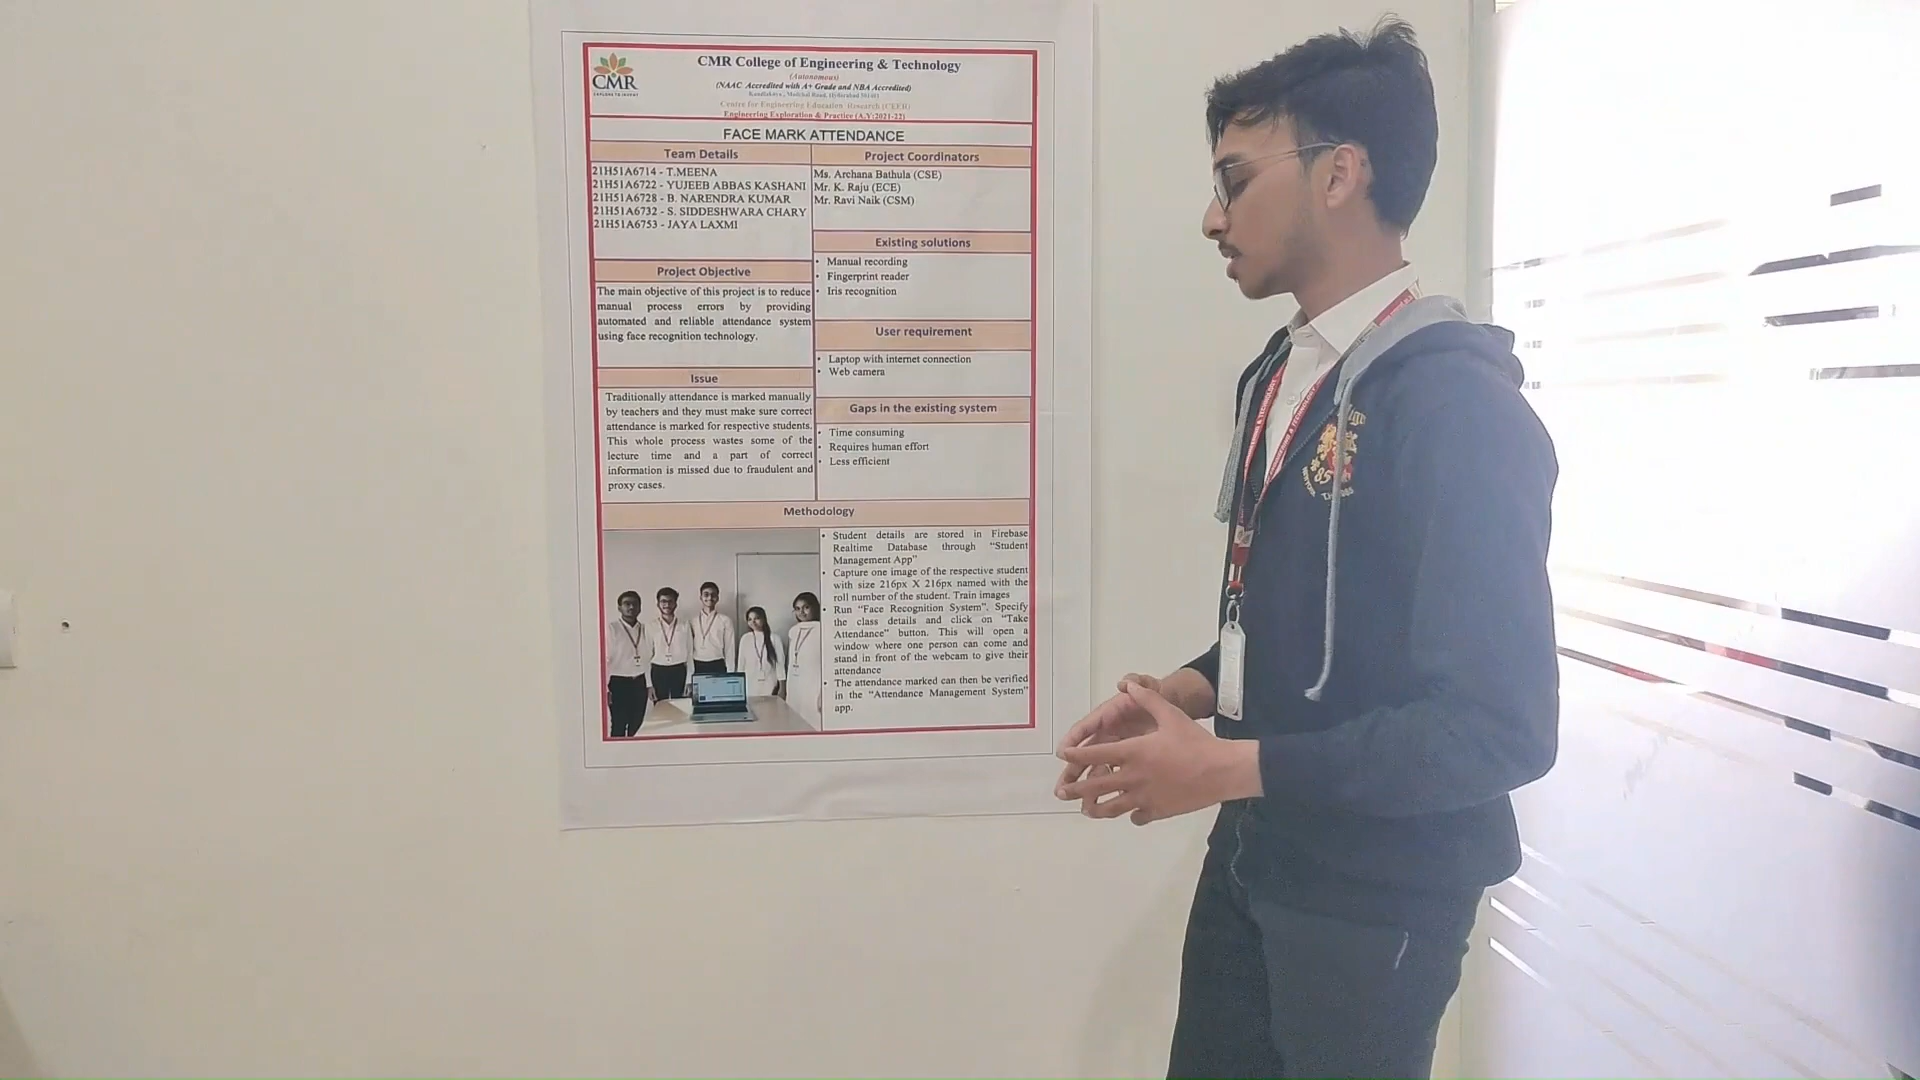 CMR
EXPLORE TO INVENT
CMR College of Engineering & Technology
(Autonomous)
(NAAC Accredited with A+ Grade and NBA Accredited)
Kandlakoya, Medchal Road, Hyderabad 501401
Centre for Engineering Education Research (CEER)
Engineering Exploration & Practice (A.Y:2021-22)
FACE MARK ATTENDANCE
Team Details
21H51A6714 - T.MEENA
21H51A6722 - YUJEEB ABBAS KASHANI
21H51A6728 - B. NARENDRA KUMAR
21H51A6732 - S. SIDDESHWARA CHARY
21H51A6753 - JAYA LAXMI
Project Objective
The main objective of this project is to reduce
manual process errors by providing
automated and reliable attendance system
using face recognition technology.
Issue
Traditionally attendance is marked manually
by teachers and they must make sure correct
attendance is marked for respective students.
This whole process wastes some of the
lecture time and a part of correct
information is missed due to fraudulent and
proxy cases.
Project Coordinators
Ms. Archana Bathula (CSE)
Mr. K. Raju (ECE)
Mr. Ravi Naik (CSM)
Existing solutions
• Manual recording
• Fingerprint reader
• Iris recognition
User requirement
• Laptop with internet connection
• Web camera
Gaps in the existing system
• Time consuming
• Requires human effort
• Less efficient
Methodology
• Student details are stored in Firebase
Realtime Database through “Student
Management App”
• Capture one image of the respective student
with size 216px X 216px named with the
roll number of the student. Train images
• Run “Face Recognition System”. Specify
the class details and click on “Take
Attendance” button. This will open a
window where one person can come and
stand in front of the webcam to give their
attendance
• The attendance marked can then be verified
in the “Attendance Management System”
app.
& TECHNOLOGY
85